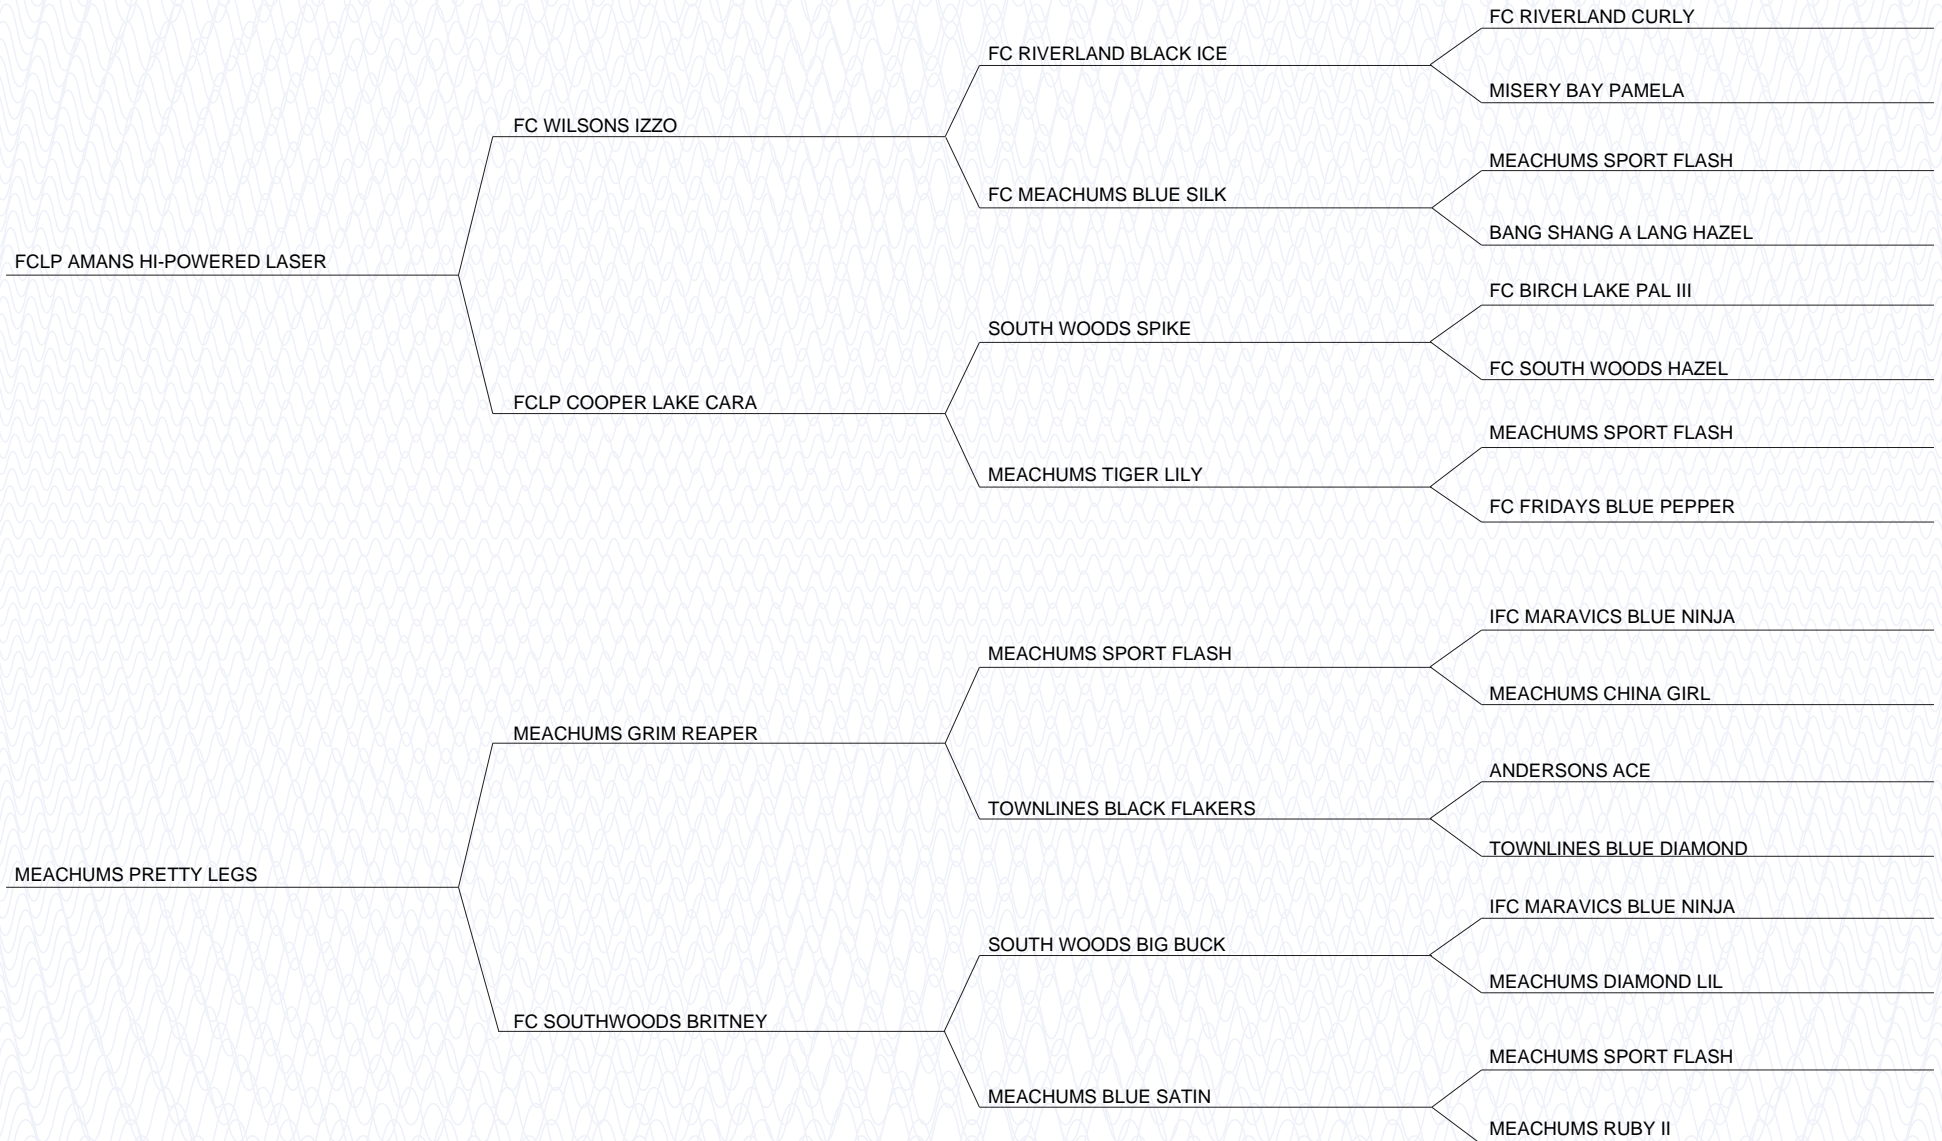 FC RIVERLAND CURLY
FC RIVERLAND BLACK ICE
MISERY BAY PAMELA
FC WILSONS IZZO
MEACHUMS SPORT FLASH
FC MEACHUMS BLUE SILK
BANG SHANG A LANG HAZEL
FCLP AMANS HI-POWERED LASER
FC BIRCH LAKE PAL III
SOUTH WOODS SPIKE
FC SOUTH WOODS HAZEL
FCLP COOPER LAKE CARA
MEACHUMS SPORT FLASH
MEACHUMS TIGER LILY
FC FRIDAYS BLUE PEPPER
IFC MARAVICS BLUE NINJA
MEACHUMS SPORT FLASH
MEACHUMS CHINA GIRL
MEACHUMS GRIM REAPER
ANDERSONS ACE
TOWNLINES BLACK FLAKERS
TOWNLINES BLUE DIAMOND
MEACHUMS PRETTY LEGS
IFC MARAVICS BLUE NINJA
SOUTH WOODS BIG BUCK
MEACHUMS DIAMOND LIL
FC SOUTHWOODS BRITNEY
MEACHUMS SPORT FLASH
MEACHUMS BLUE SATIN
MEACHUMS RUBY II